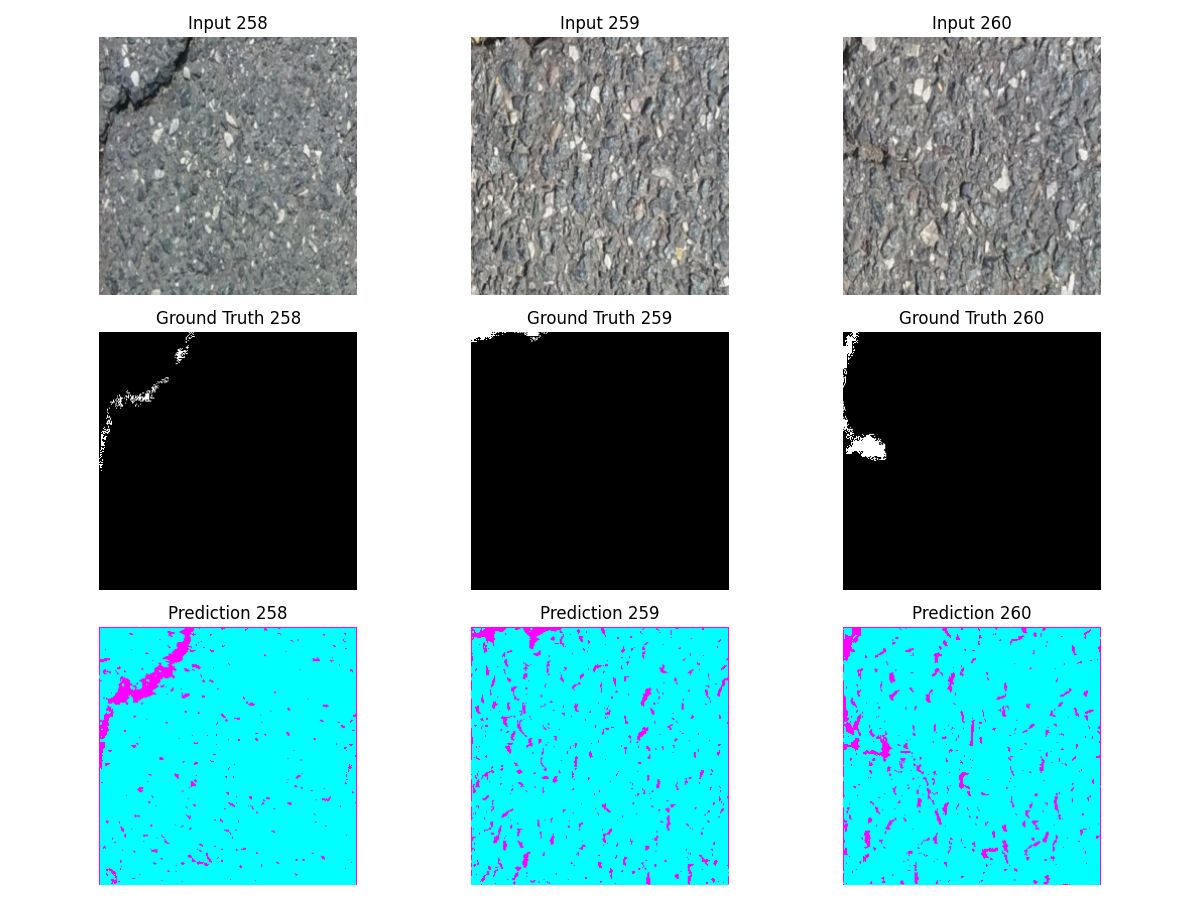 Input 258
Input 259
Input 260
Ground Truth 258
Ground Truth 259
Ground Truth 260
Prediction 258
Prediction 259
Prediction 260